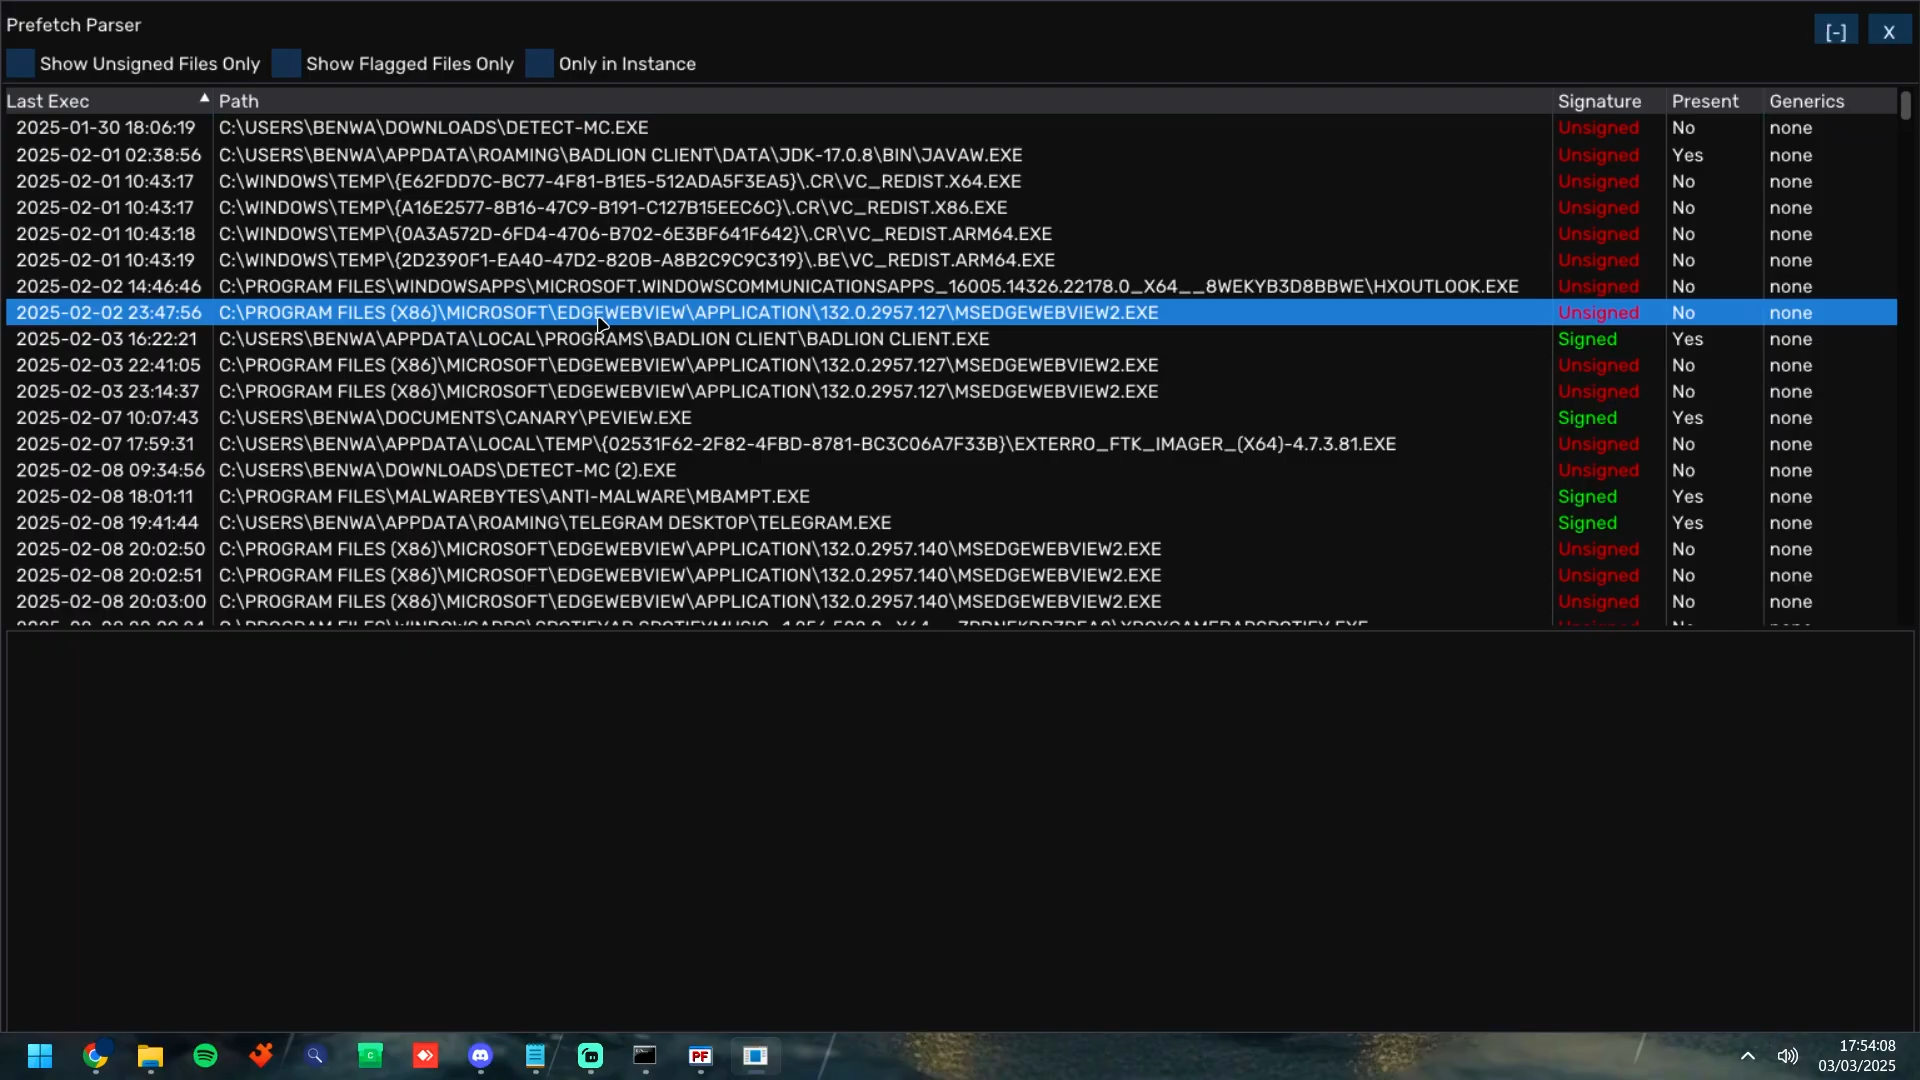 Prefetch Parser
[-] X
Show Unsigned Files Only Show Flagged Files Only Only in Instance
Last Exec Path Signature Present Generics
2025-01-30 18:06:19 C:\USERS\BENWA\DOWNLOADS\DETECT-MC.EXE Unsigned No none
2025-02-01 02:38:56 C:\USERS\BENWA\APPDATA\ROAMING\BADLION CLIENT\DATA\JDK-17.0.8\BIN\JAVAW.EXE Unsigned Yes none
2025-02-01 10:43:17 C:\WINDOWS\TEMP\{E62FDD7C-BC77-4F81-B1E5-512ADA5F3EA5}\.CR\VC_REDIST.X64.EXE Unsigned No none
2025-02-01 10:43:17 C:\WINDOWS\TEMP\{A16E2577-8B16-47C9-B191-C127B15EEC6C}\.CR\VC_REDIST.X86.EXE Unsigned No none
2025-02-01 10:43:18 C:\WINDOWS\TEMP\{0A3A572D-6FD4-4706-B702-6E3BF641F642}\.CR\VC_REDIST.ARM64.EXE Unsigned No none
2025-02-01 10:43:19 C:\WINDOWS\TEMP\{2D2390F1-EA40-47D2-820B-A8B2C9C9C319}\.BE\VC_REDIST.ARM64.EXE Unsigned No none
2025-02-02 14:46:46 C:\PROGRAM FILES\WINDOWSAPPS\MICROSOFT.WINDOWSCOMMUNICATIONSAPPS_16005.14326.22178.0_X64__8WEKYB3D8BBWE\HXOUTLOOK.EXE Unsigned No none
2025-02-02 23:47:56 C:\PROGRAM FILES (X86)\MICROSOFT\EDGEWEBVIEW\APPLICATION\132.0.2957.127\MSEDGEWEBVIEW2.EXE Unsigned No none
2025-02-03 16:22:21 C:\USERS\BENWA\APPDATA\LOCAL\PROGRAMS\BADLION CLIENT\BADLION CLIENT.EXE Signed Yes none
2025-02-03 22:41:05 C:\PROGRAM FILES (X86)\MICROSOFT\EDGEWEBVIEW\APPLICATION\132.0.2957.127\MSEDGEWEBVIEW2.EXE Unsigned No none
2025-02-03 23:14:37 C:\PROGRAM FILES (X86)\MICROSOFT\EDGEWEBVIEW\APPLICATION\132.0.2957.127\MSEDGEWEBVIEW2.EXE Unsigned No none
2025-02-07 10:07:43 C:\USERS\BENWA\DOCUMENTS\CANARY\PEVIEW.EXE Signed Yes none
2025-02-07 17:59:31 C:\USERS\BENWA\APPDATA\LOCAL\TEMP\{02531F62-2F82-4FBD-8781-BC3C06A7F33B}\EXTERRO_FTK_IMAGER_(X64)-4.7.3.81.EXE Unsigned No none
2025-02-08 09:34:56 C:\USERS\BENWA\DOWNLOADS\DETECT-MC (2).EXE Unsigned No none
2025-02-08 18:01:11 C:\PROGRAM FILES\MALWAREBYTES\ANTI-MALWARE\MBAMPT.EXE Signed Yes none
2025-02-08 19:41:44 C:\USERS\BENWA\APPDATA\ROAMING\TELEGRAM DESKTOP\TELEGRAM.EXE Signed Yes none
2025-02-08 20:02:50 C:\PROGRAM FILES (X86)\MICROSOFT\EDGEWEBVIEW\APPLICATION\132.0.2957.140\MSEDGEWEBVIEW2.EXE Unsigned No none
2025-02-08 20:02:51 C:\PROGRAM FILES (X86)\MICROSOFT\EDGEWEBVIEW\APPLICATION\132.0.2957.140\MSEDGEWEBVIEW2.EXE Unsigned No none
2025-02-08 20:03:00 C:\PROGRAM FILES (X86)\MICROSOFT\EDGEWEBVIEW\APPLICATION\132.0.2957.140\MSEDGEWEBVIEW2.EXE Unsigned No none
PF
17:54:08
03/03/2025